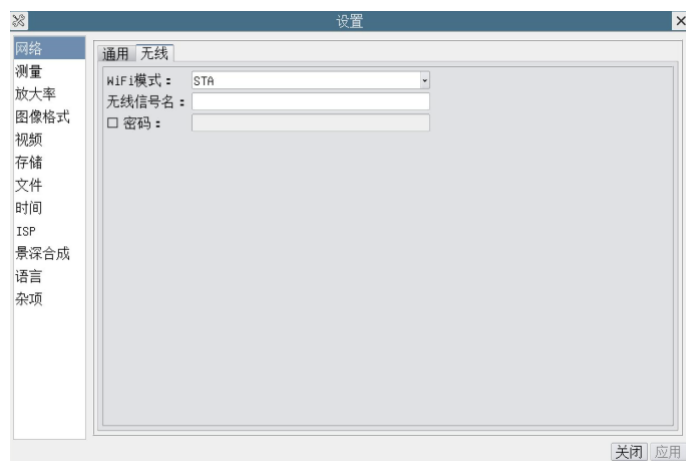 设置
网络
测量
放大率
图像格式
视频
存储
文件
时间
ISP
景深合成
语言
杂项
通用 无线
WiFi模式： STA
无线信号名：
密码：
关闭 应用